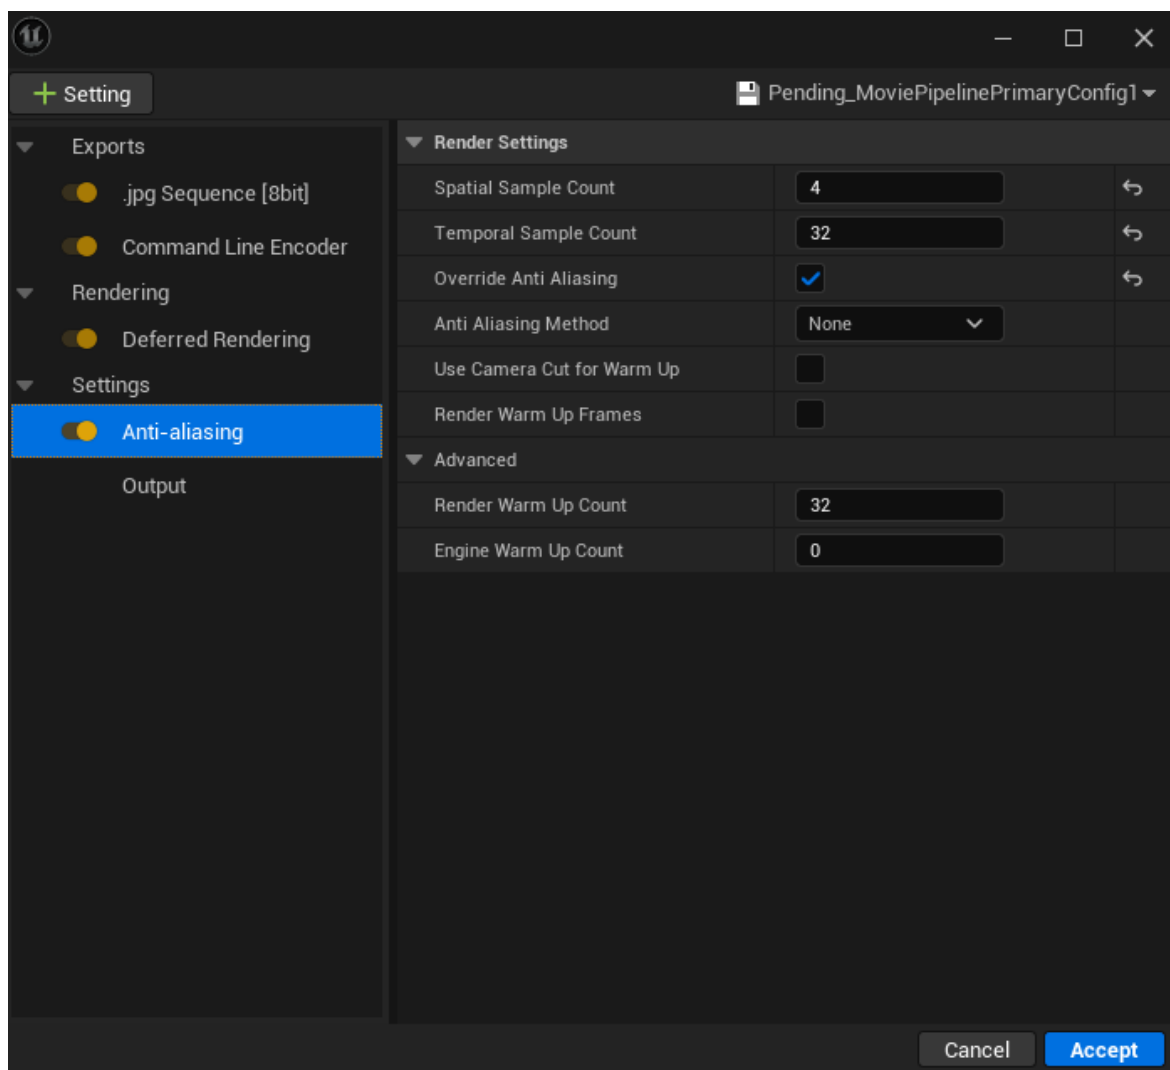 Setting
Pending_MoviePipelinePrimaryConfig1
Exports
.jpg Sequence [8bit]
Command Line Encoder
Rendering
Deferred Rendering
Settings
Anti-aliasing
Output
Render Settings
Spatial Sample Count 4
Temporal Sample Count 32
Override Anti Aliasing
Anti Aliasing Method None
Use Camera Cut for Warm Up
Render Warm Up Frames
Advanced
Render Warm Up Count 32
Engine Warm Up Count 0
Cancel Accept